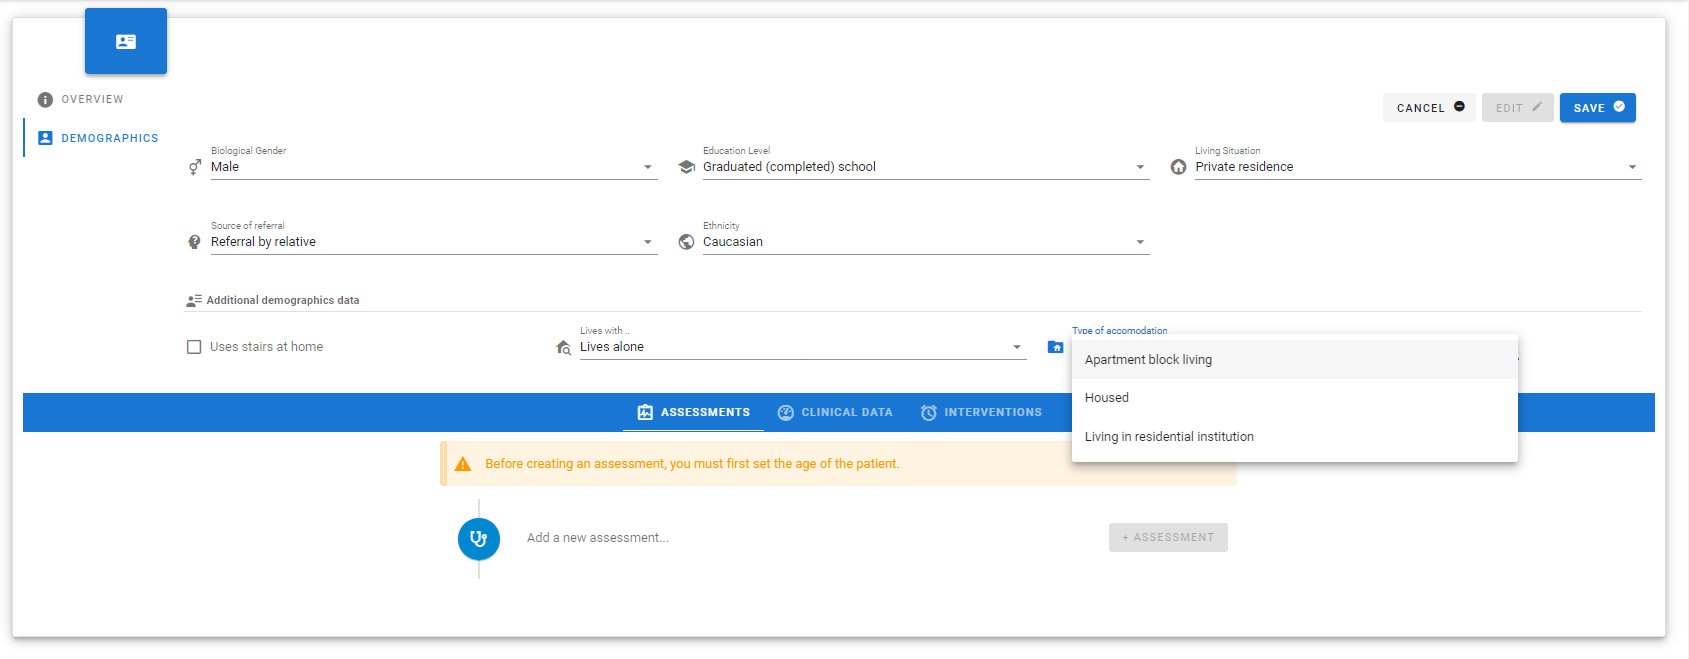 OVERVIEW
DEMOGRAPHICS
CANCEL EDIT SAVE
Biological Gender
Male
Education Level
Graduated (completed) school
Living Situation
Private residence
Source of referral
Referral by relative
Ethnicity
Caucasian
Additional demographics data
Uses stairs at home
Lives with ..
Lives alone
Type of accomodation
Apartment block living
Housed
Living in residential institution
ASSESSMENTS CLINICAL DATA INTERVENTIONS
Before creating an assessment, you must first set the age of the patient.
Add a new assessment...
+ ASSESSMENT